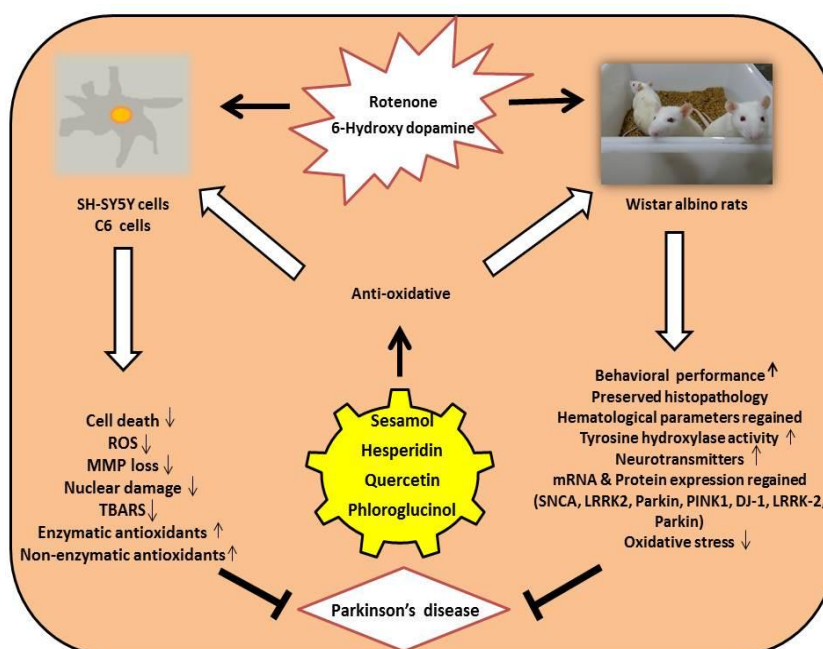 Rotenone
6-Hydroxy dopamine
SH-SY5Y cells
C6 cells
Wistar albino rats
Anti-oxidative
Sesamol
Hesperidin
Quercetin
Phloroglucinol
Cell death ↓
ROS ↓
MMP loss ↓
Nuclear damage ↓
TBARS ↓
Enzymatic antioxidants ↑
Non-enzymatic antioxidants ↑
Behavioral performance ↑
Preserved histopathology
Hematological parameters regained
Tyrosine hydroxylase activity ↑
Neurotransmitters ↑
mRNA & Protein expression regained
(SNCA, LRRK2, Parkin, PINK1, DJ-1, LRRK-2,
Parkin)
Oxidative stress ↓
Parkinson's disease